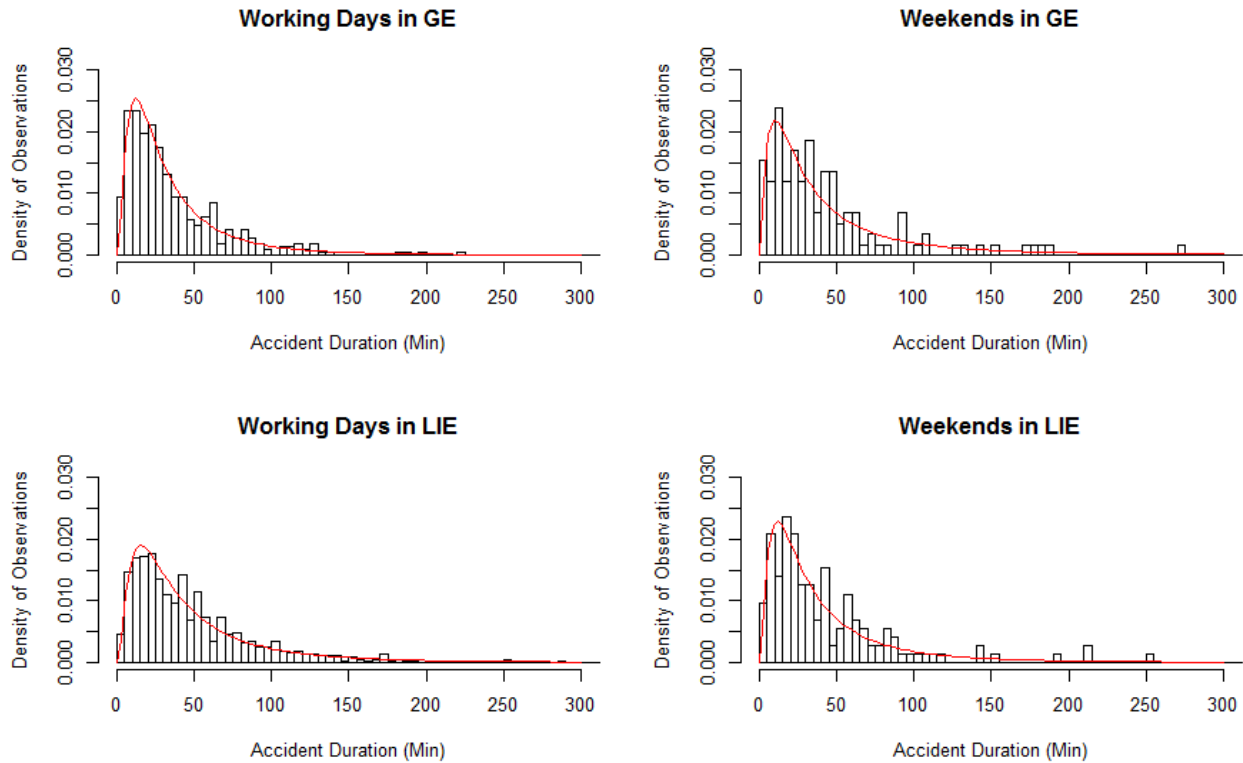 Working Days in GE
Density of Observations
0.000 0.010 0.020 0.030
0 50 100 150 200 250 300
Accident Duration (Min)
Weekends in GE
Density of Observations
0.000 0.010 0.020 0.030
0 50 100 150 200 250 300
Accident Duration (Min)
Working Days in LIE
Density of Observations
0.000 0.010 0.020 0.030
0 50 100 150 200 250 300
Accident Duration (Min)
Weekends in LIE
Density of Observations
0.000 0.010 0.020 0.030
0 50 100 150 200 250 300
Accident Duration (Min)